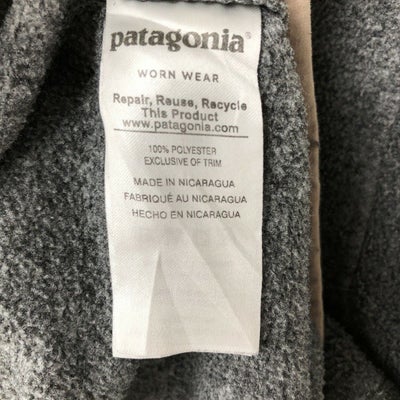 patagonia®
WORN WEAR
Repair, Reuse, Recycle
This Product
www.patagonia.com
100% POLYESTER
EXCLUSIVE OF TRIM
MADE IN NICARAGUA
FABRIQUÉ AU NICARAGUA
HECHO EN NICARAGUA